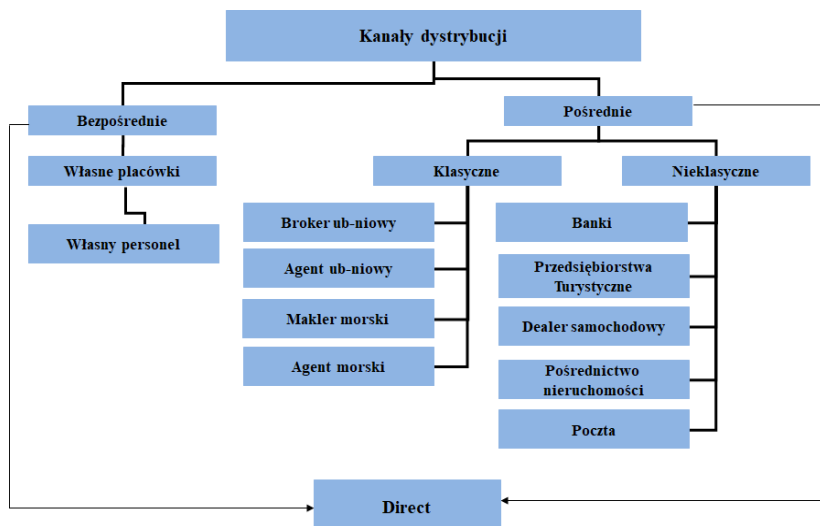 Kanały dystrybucji
Bezpośrednie
Pośrednie
Własne placówki
Klasyczne
Nieklasyczne
Własny personel
Broker ub-niowy
Agent ub-niowy
Makler morski
Agent morski
Banki
Przedsiębiorstwa
Turystyczne
Dealer samochodowy
Pośrednictwo
nieruchomości
Poczta
Direct